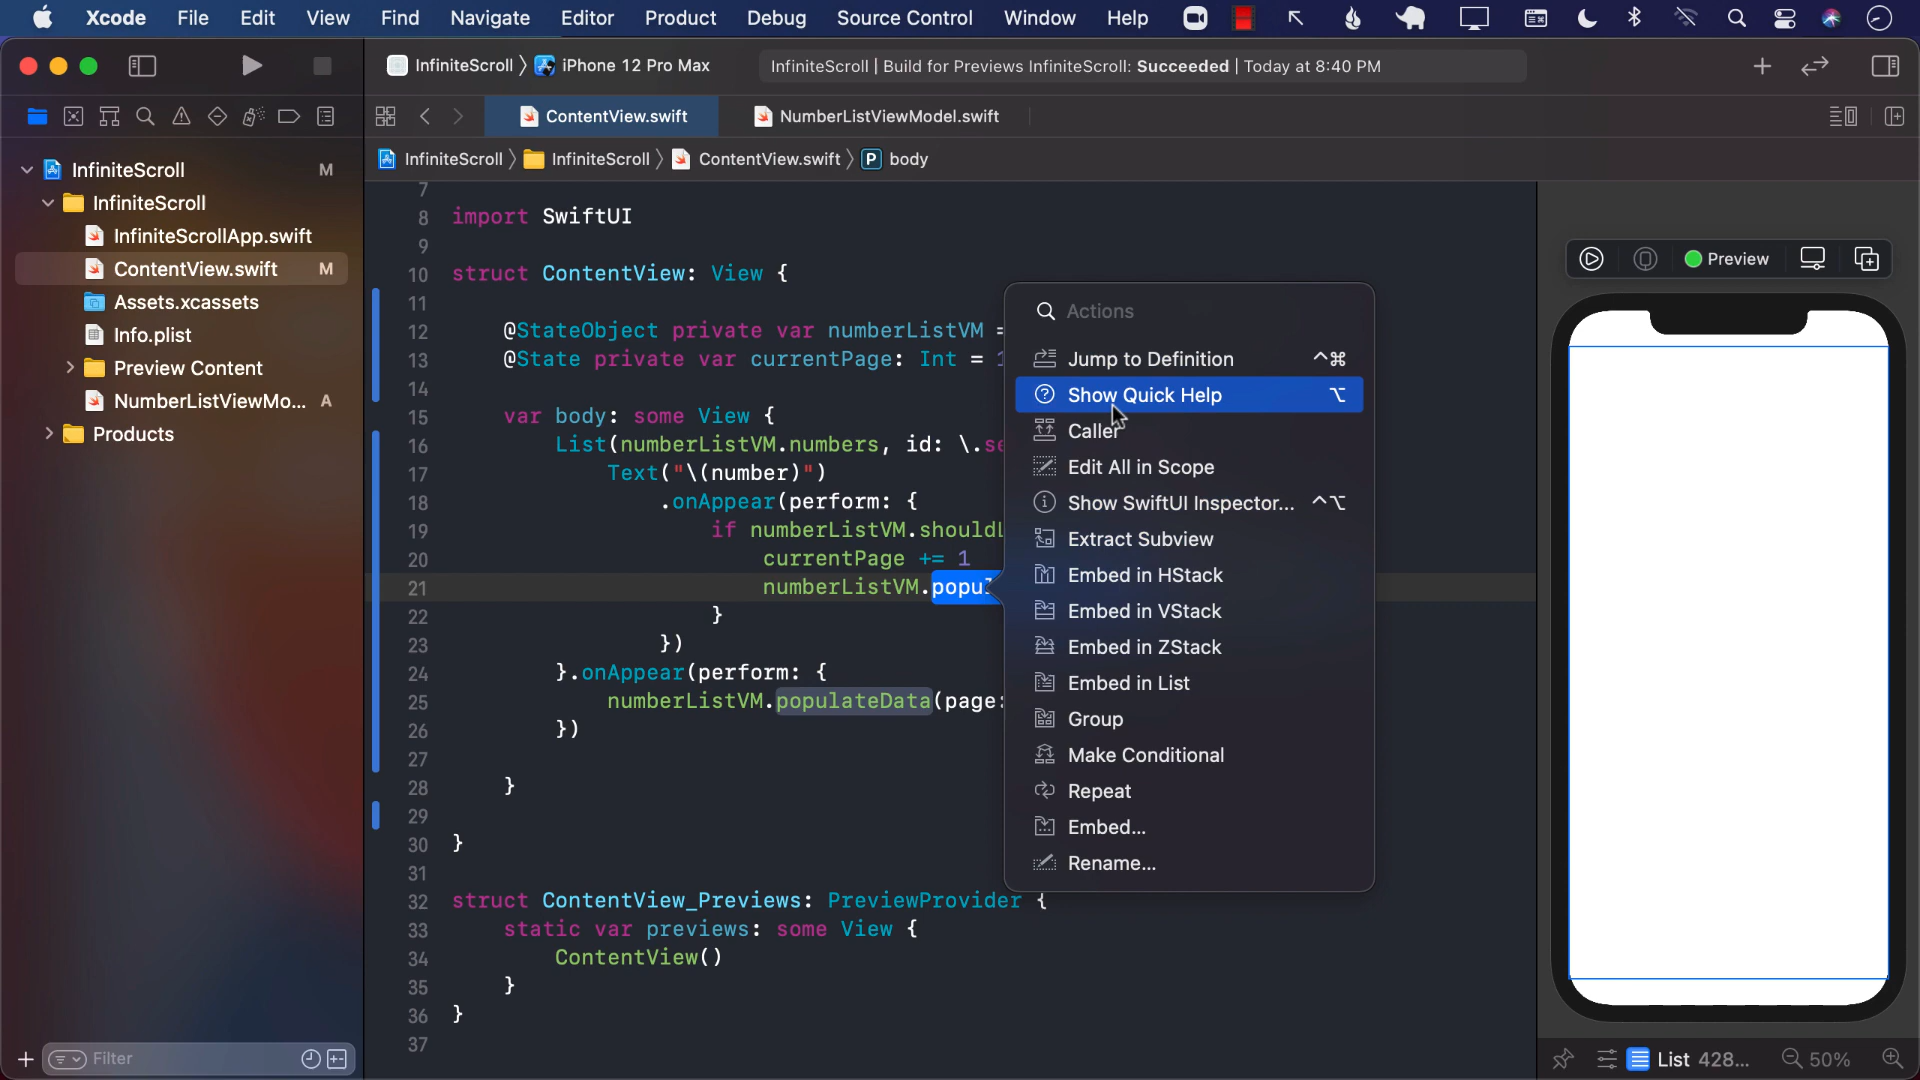 Xcode File Edit View Find Navigate Editor Product Debug Source Control Window Help
InfiniteScroll 〉 iPhone 12 Pro Max
InfiniteScroll | Build for Previews InfiniteScroll: Succeeded | Today at 8:40 PM
ContentView.swift
NumberListViewModel.swift
InfiniteScroll 〉 InfiniteScroll 〉 ContentView.swift 〉 P body
InfiniteScroll M
InfiniteScroll
InfiniteScrollApp.swift
ContentView.swift M
Assets.xcassets
Info.plist
Preview Content
NumberListViewMo... A
Products
Filter
7
8 import SwiftUI
9
10 struct ContentView: View {
11
12 @StateObject private var numberListVM =
13 @State private var currentPage: Int = 1
14
15 var body: some View {
16 List(numberListVM.numbers, id: \.se
17 Text("\(number)")
18 .onAppear(perform: {
19 if numberListVM.shouldL
20 currentPage += 1
21 numberListVM.popul
22 }
23 })
24 }.onAppear(perform: {
25 numberListVM.populateData(page:
26 })
27
28 }
29
30 }
31
32 struct ContentView_Previews: PreviewProvider {
33 static var previews: some View {
34 ContentView()
35 }
36 }
37
Actions
Jump to Definition ^⌘
Show Quick Help ⌥
Caller
Edit All in Scope
Show SwiftUI Inspector... ^⌥
Extract Subview
Embed in HStack
Embed in VStack
Embed in ZStack
Embed in List
Group
Make Conditional
Repeat
Embed...
Rename...
Preview
List 428... 50%